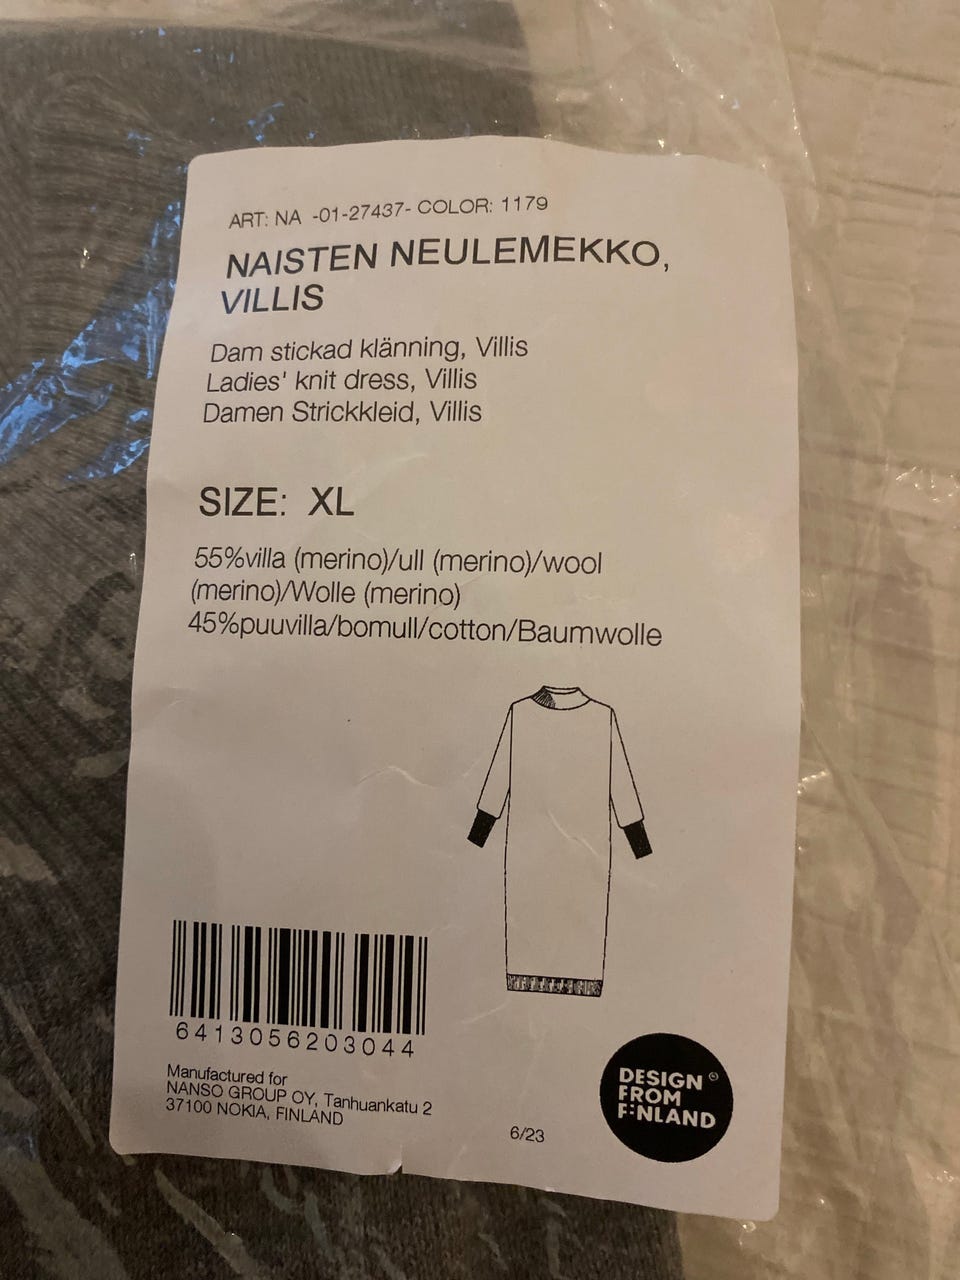 ART: NA -01-27437- COLOR: 1179
NAISTEN NEULEMEKKO,
VILLIS
Dam stickad klänning, Villis
Ladies' knit dress, Villis
Damen Strickkleid, Villis
SIZE: XL
55%villa (merino)/ull (merino)/wool
(merino)/Wolle (merino)
45%puuvilla/bomull/cotton/Baumwolle
6413056203044
Manufactured for
NANSO GROUP OY, Tanhuankatu 2
37100 NOKIA, FINLAND
6/23
DESIGN
FROM
FINLAND